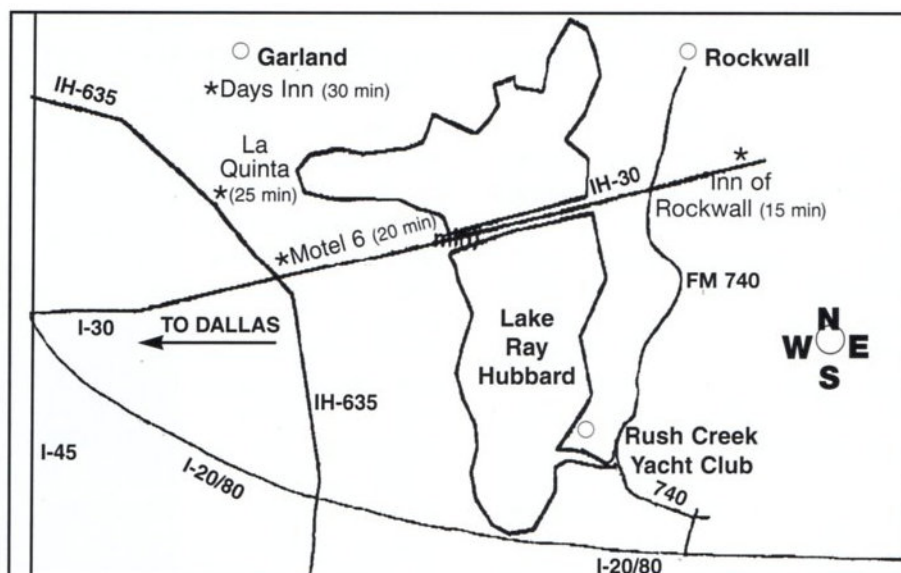 Garland
*Days Inn (30 min)
Rockwall
IH-635
La
Quinta
*(25 min)
*
IH-30
Inn of
Rockwall (15 min)
*Motel 6 (20 min)
FM 740
I-30
TO DALLAS
Lake
Ray
Hubbard
N
W E
S
IH-635
Rush Creek
Yacht Club
I-45
I-20/80
740
I-20/80